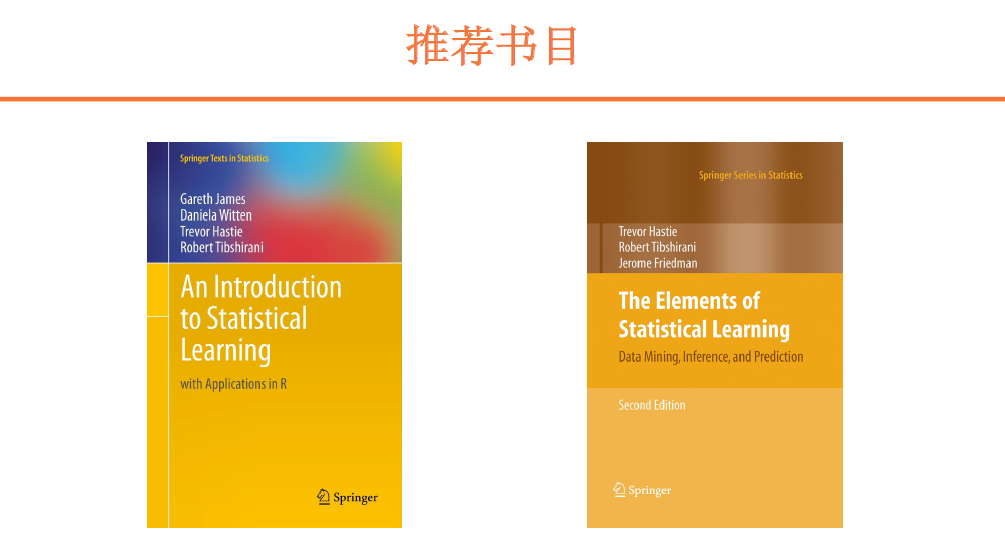 推荐书目
Springer Texts in Statistics
Gareth James
Daniela Witten
Trevor Hastie
Robert Tibshirani
An Introduction
to Statistical
Learning
with Applications in R
Springer
Springer Series in Statistics
Trevor Hastie
Robert Tibshirani
Jerome Friedman
The Elements of
Statistical Learning
Data Mining, Inference, and Prediction
Second Edition
Springer